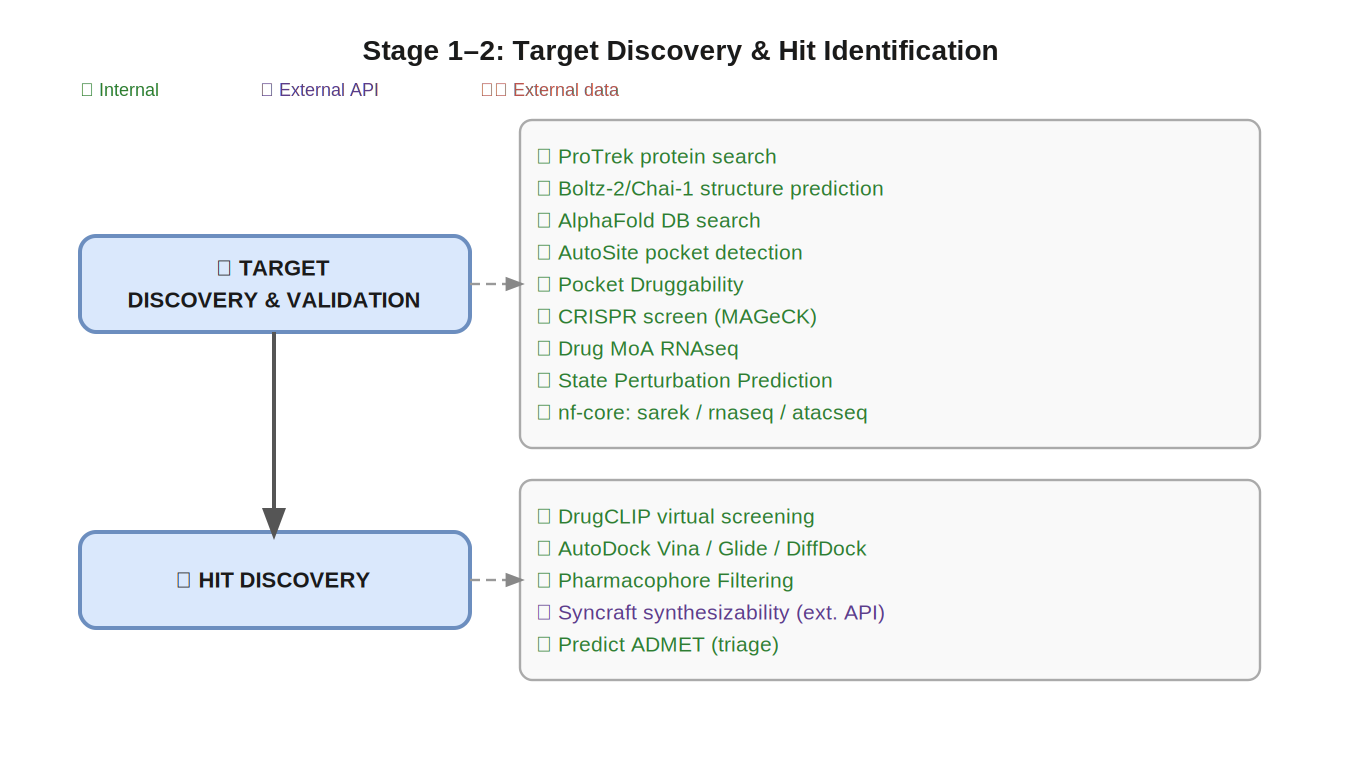 Stage 1–2: Target Discovery & Hit Identification
Internal
External API
External data
ProTrek protein search
Boltz-2/Chai-1 structure prediction
AlphaFold DB search
AutoSite pocket detection
Pocket Druggability
CRISPR screen (MAGeCK)
Drug MoA RNAseq
State Perturbation Prediction
nf-core: sarek / rnaseq / atacseq
TARGET
DISCOVERY & VALIDATION
HIT DISCOVERY
DrugCLIP virtual screening
AutoDock Vina / Glide / DiffDock
Pharmacophore Filtering
Syncraft synthesizability (ext. API)
Predict ADMET (triage)